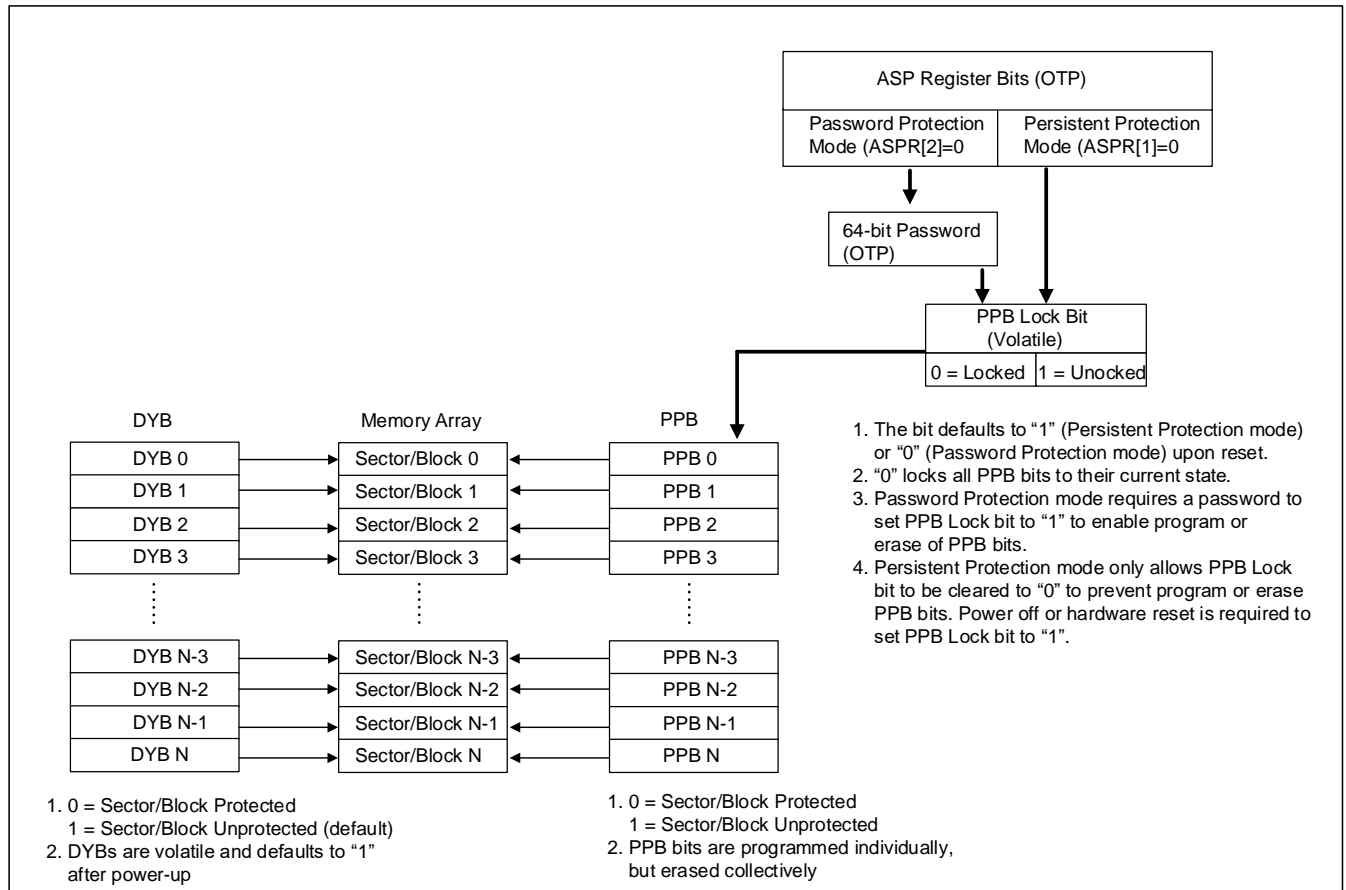 ASP Register Bits (OTP)
Password Protection
Mode (ASPR[2]=0
Persistent Protection
Mode (ASPR[1]=0
64-bit Password
(OTP)
PPB Lock Bit
(Volatile)
0 = Locked
1 = Unocked
1. The bit defaults to “1” (Persistent Protection mode)
or “0” (Password Protection mode) upon reset.
2. “0” locks all PPB bits to their current state.
3. Password Protection mode requires a password to
set PPB Lock bit to “1” to enable program or
erase of PPB bits.
4. Persistent Protection mode only allows PPB Lock
bit to be cleared to “0” to prevent program or erase
PPB bits. Power off or hardware reset is required to
set PPB Lock bit to “1”.
DYB
Memory Array
PPB
DYB 0
Sector/Block 0
PPB 0
DYB 1
Sector/Block 1
PPB 1
DYB 2
Sector/Block 2
PPB 2
DYB 3
Sector/Block 3
PPB 3
DYB N-3
Sector/Block N-3
PPB N-3
DYB N-2
Sector/Block N-2
PPB N-2
DYB N-1
Sector/Block N-1
PPB N-1
DYB N
Sector/Block N
PPB N
1. 0 = Sector/Block Protected
1 = Sector/Block Unprotected (default)
2. DYBs are volatile and defaults to “1”
after power-up
1. 0 = Sector/Block Protected
1 = Sector/Block Unprotected
2. PPB bits are programmed individually,
but erased collectively